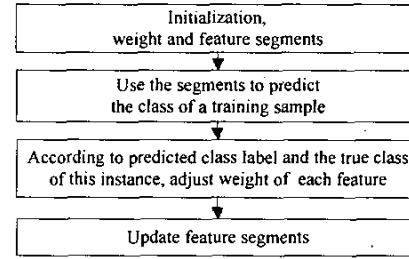 Initialization,
weight and feature segments
Use the segments to predict
the class of a training sample
According to predicted class label and the true class
of this instance, adjust weight of each feature
Update feature segments